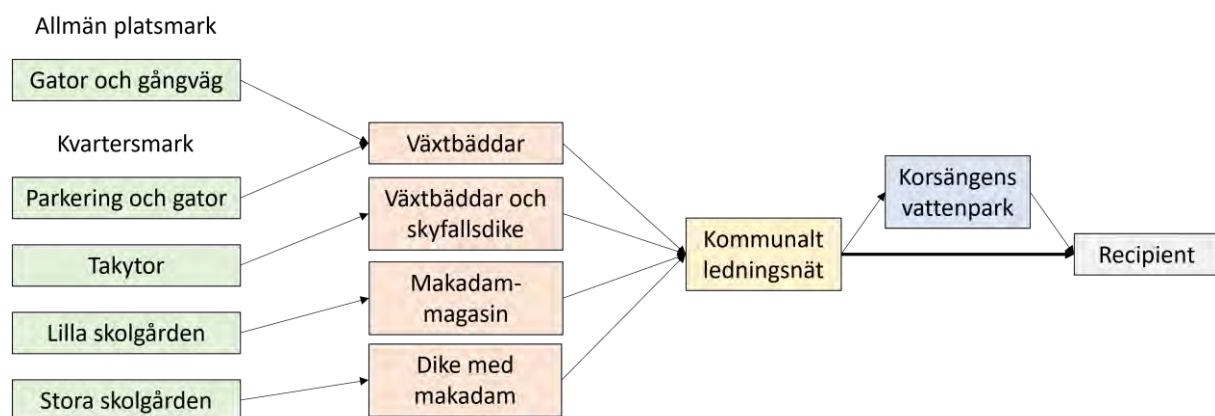 Allmän platsmark
Gator och gångväg
Kvartersmark
Parkering och gator
Takytor
Lilla skolgården
Stora skolgården
Växtbäddar
Växtbäddar och
skyfallsdike
Makadam-
magasin
Dike med
makadam
Kommunalt
ledningsnät
Korsängens
vattenpark
Recipient